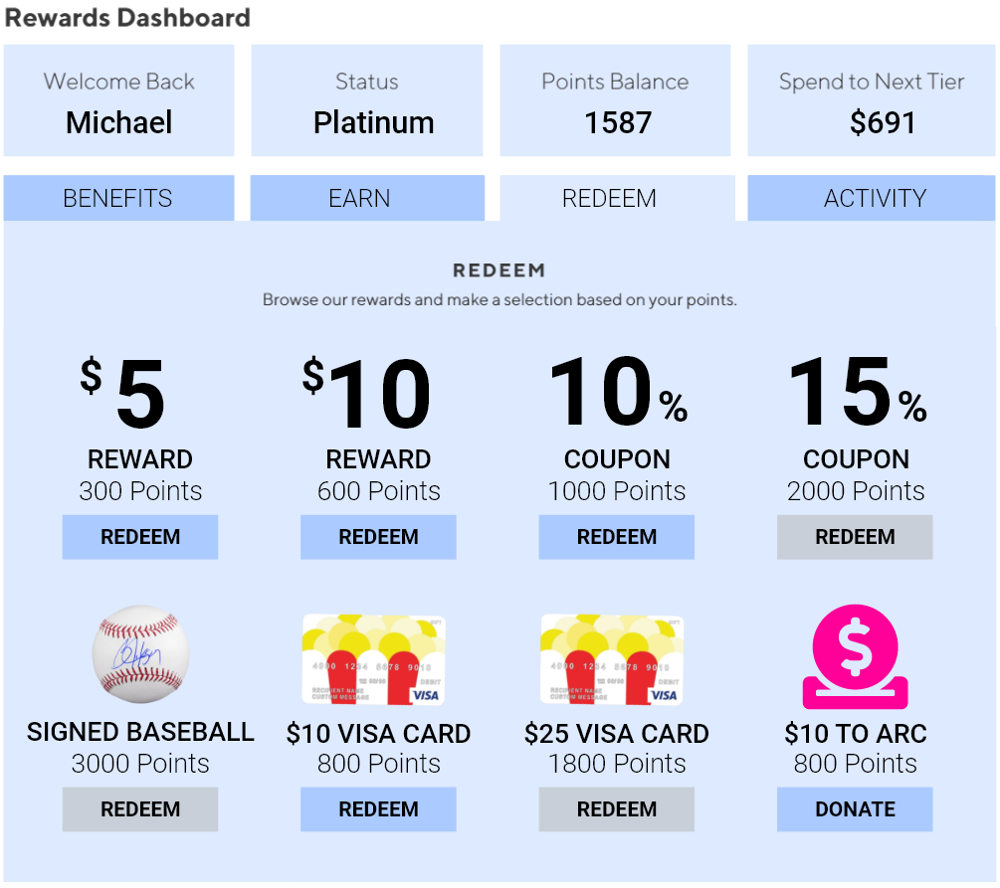 Rewards Dashboard
Welcome Back
Michael
Status
Platinum
Points Balance
1587
Spend to Next Tier
$691
BENEFITS
EARN
REDEEM
ACTIVITY
REDEEM
Browse our rewards and make a selection based on your points.
$5
REWARD
300 Points
REDEEM
$10
REWARD
600 Points
REDEEM
10%
COUPON
1000 Points
REDEEM
15%
COUPON
2000 Points
REDEEM
SIGNED BASEBALL
3000 Points
REDEEM
4000 1234 5678 9010
DEBIT
RECIPIENT NAME
CUSTOM MESSAGE
VISA
$10 VISA CARD
800 Points
REDEEM
4000 1234 5678 9010
DEBIT
RECIPIENT NAME
CUSTOM MESSAGE
VISA
$25 VISA CARD
1800 Points
REDEEM
$
$10 TO ARC
800 Points
DONATE